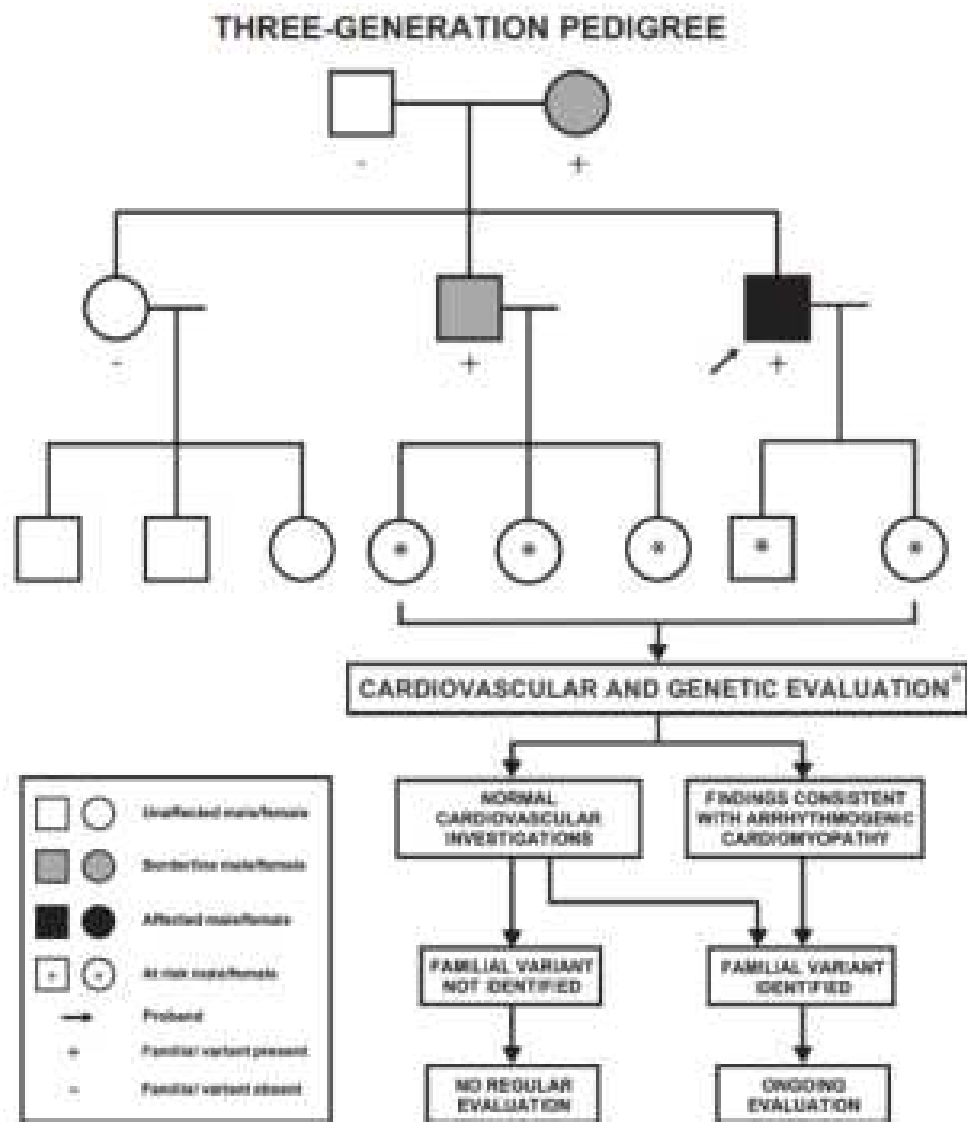 THREE-GENERATION PEDIGREE
-
+
-
+
+
*
*
*
*
*
CARDIOVASCULAR AND GENETIC EVALUATION
NORMAL
CARDIOVASCULAR
INVESTIGATIONS
FINDINGS CONSISTENT
WITH ARRHYTHMOGENIC
CARDIOMYOPATHY
FAMILIAL VARIANT
NOT IDENTIFIED
FAMILIAL VARIANT
IDENTIFIED
NO REGULAR
EVALUATION
ONGOING
EVALUATION
Unaffected male/female
Borderline male/female
Affected male/female
At risk male/female
Proband
+ Familial variant present
- Familial variant absent